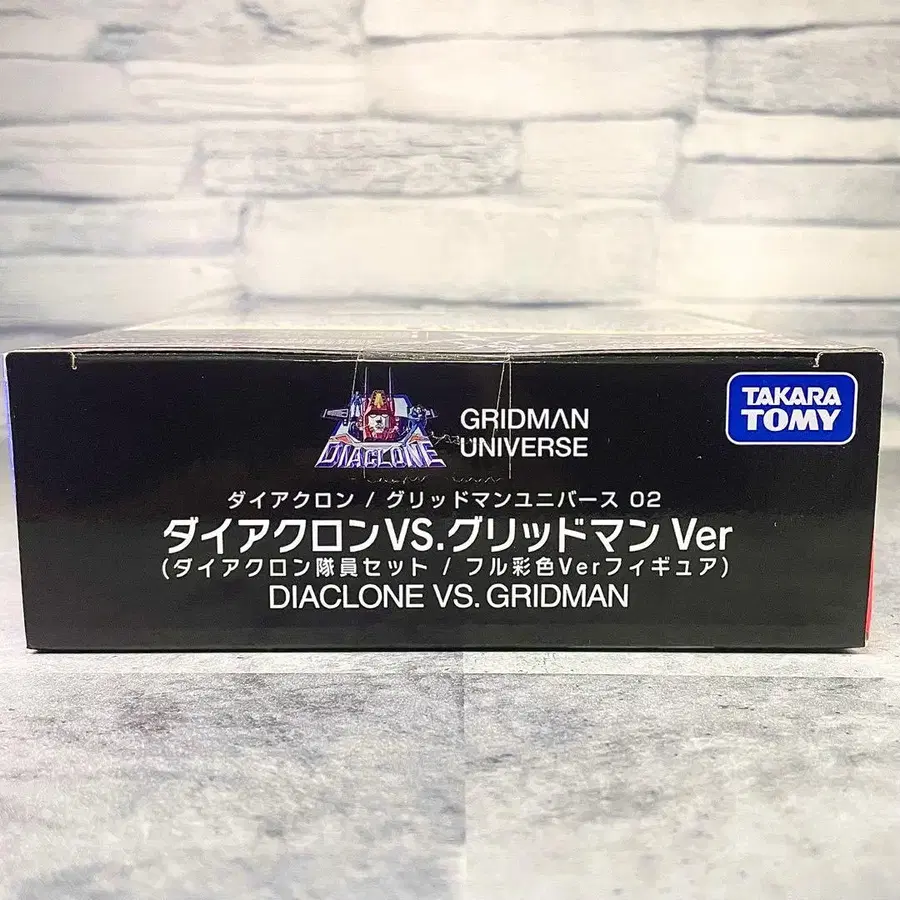 DIACLONE
GRIDMAN
UNIVERSE
TAKARA
TOMY
ダイアクロン / グリッドマンユニバース 02
ダイアクロンVS.グリッドマン Ver
(ダイアクロン隊員セット / フル彩色Verフィギュア)
DIACLONE VS. GRIDMAN